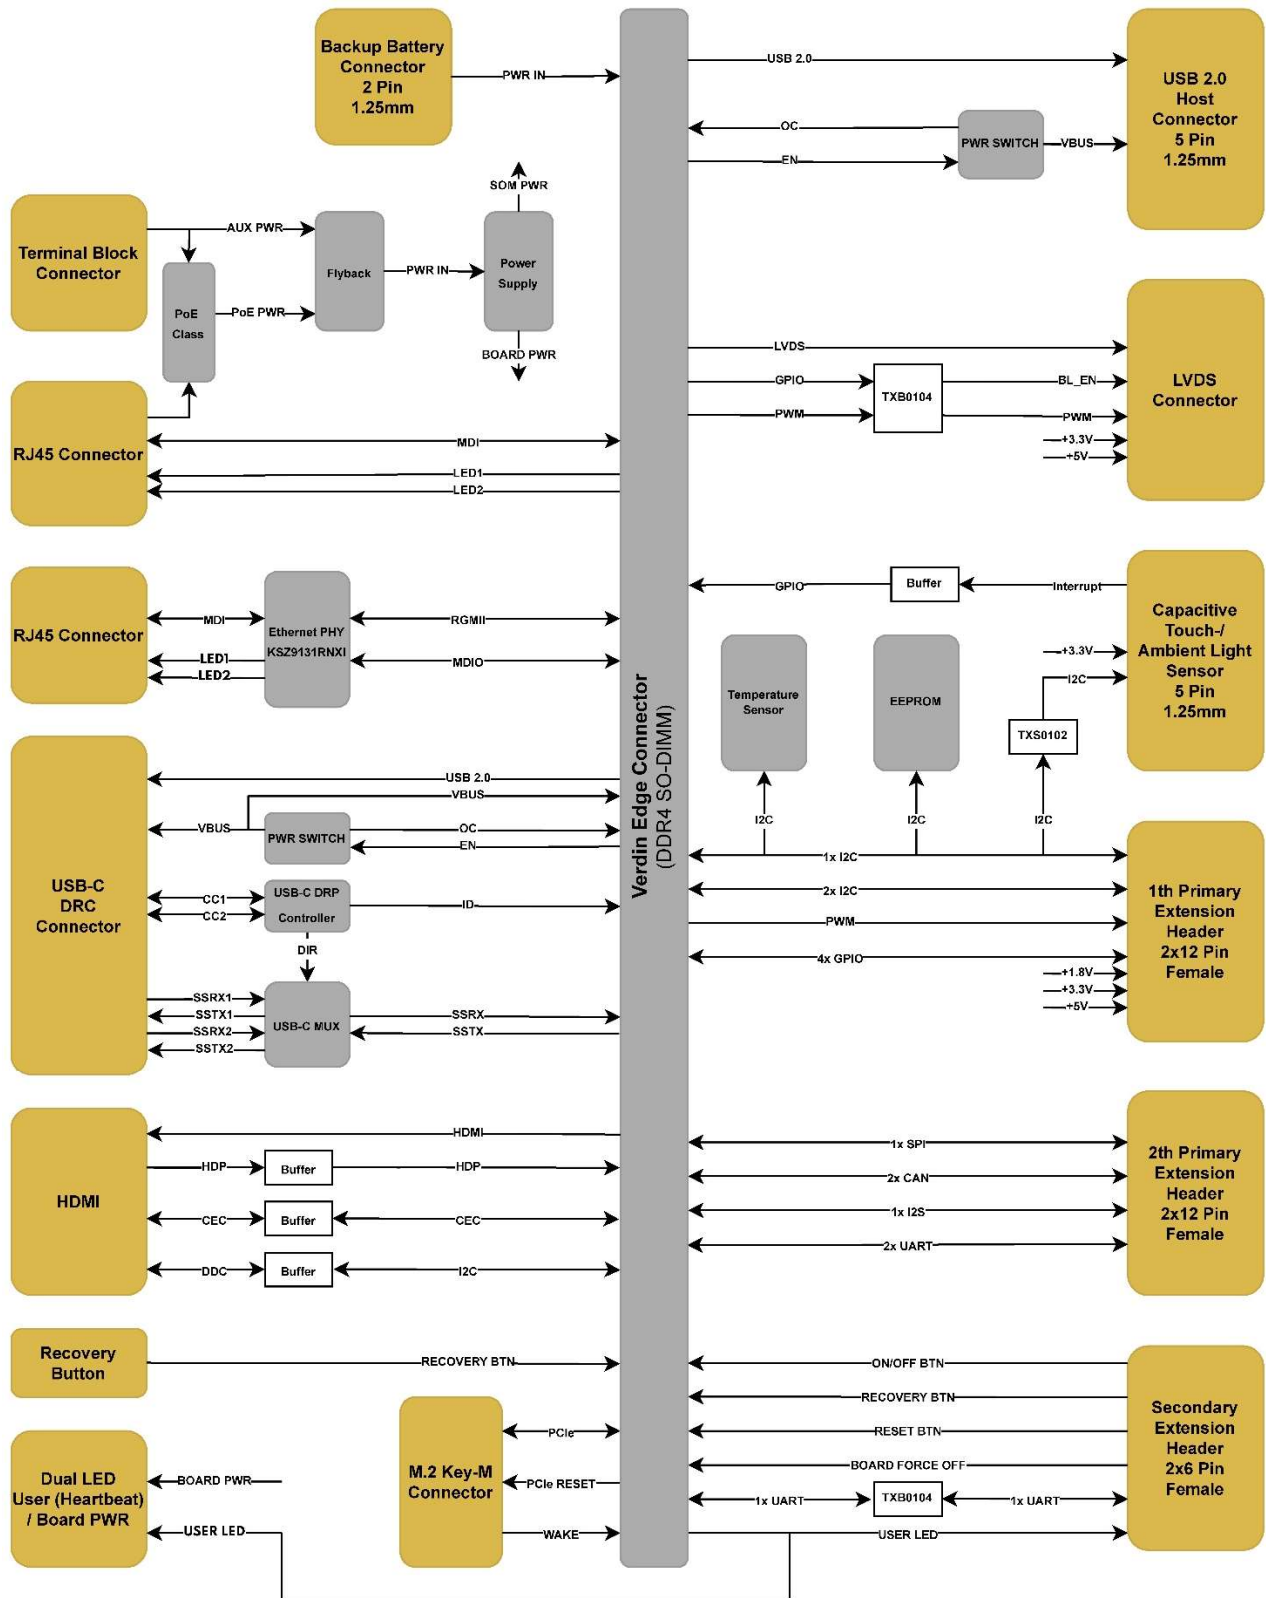 Backup Battery
Connector
2 Pin
1.25mm
PWR IN
USB 2.0
OC
EN
PWR SWITCH
VBUS
USB 2.0
Host
Connector
5 Pin
1.25mm
Terminal Block
Connector
AUX PWR
PoE
Class
PoE PWR
Flyback
PWR IN
SOM PWR
Power
Supply
BOARD PWR
LVDS
GPIO
PWM
TXB0104
BL_EN
PWM
+3.3V
+5V
LVDS
Connector
RJ45 Connector
MDI
LED1
LED2
RJ45 Connector
MDI
LED1
LED2
Ethernet PHY
KSZ9131RNXI
RGMII
MDIO
Verdin Edge Connector
(DDR4 SO-DIMM)
GPIO
Buffer
Interrupt
+3.3V
I2C
TXS0102
Capacitive
Touch-/
Ambient Light
Sensor
5 Pin
1.25mm
Temperature
Sensor
EEPROM
I2C
I2C
I2C
USB-C
DRC
Connector
USB 2.0
VBUS
VBUS
PWR SWITCH
OC
EN
CC1
CC2
USB-C DRP
Controller
ID
DIR
SSRX1
SSTX1
SSRX2
SSTX2
USB-C MUX
SSRX
SSTX
1x I2C
2x I2C
PWM
4x GPIO
+1.8V
+3.3V
+5V
1th Primary
Extension
Header
2x12 Pin
Female
HDMI
HDMI
HDP
Buffer
HDP
CEC
Buffer
CEC
DDC
Buffer
I2C
1x SPI
2x CAN
1x I2S
2x UART
2th Primary
Extension
Header
2x12 Pin
Female
Recovery
Button
RECOVERY BTN
Dual LED
User (Heartbeat)
/ Board PWR
BOARD PWR
USER LED
M.2 Key-M
Connector
PCIe
PCIe RESET
WAKE
ON/OFF BTN
RECOVERY BTN
RESET BTN
BOARD FORCE OFF
1x UART
TXB0104
1x UART
USER LED
Secondary
Extension
Header
2x6 Pin
Female